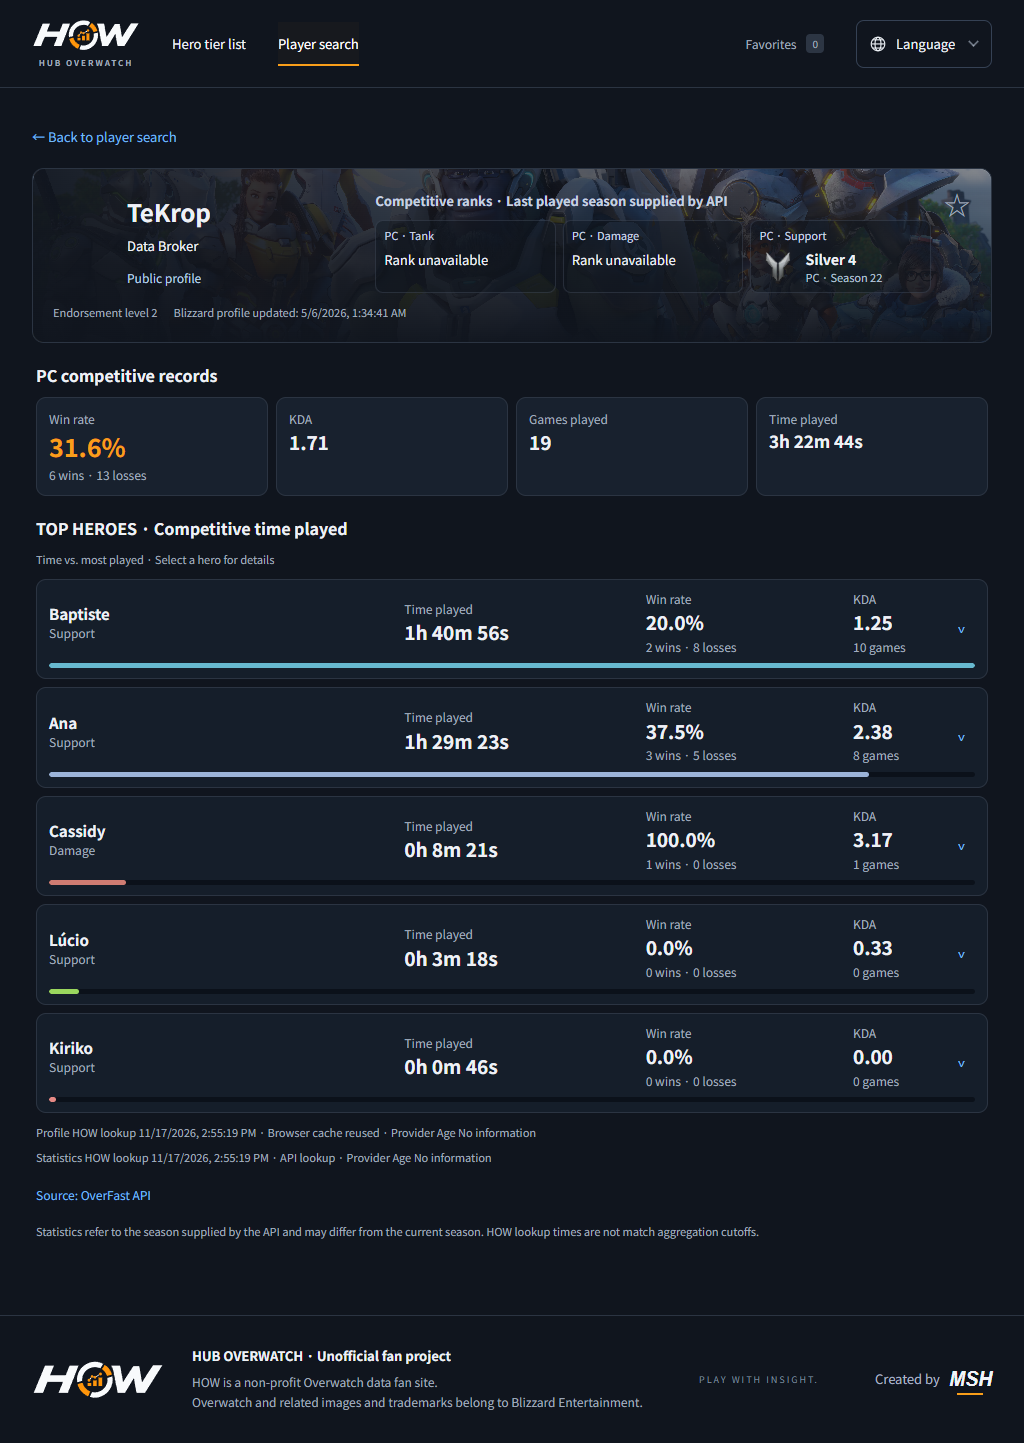 HOW
HUB OVERWATCH
Hero tier list
Player search
Favorites 0
Language
← Back to player search
TeKrop
Data Broker
Public profile
Competitive ranks · Last played season supplied by API
PC · Tank
Rank unavailable
PC · Damage
Rank unavailable
PC · Support
Silver 4
PC · Season 22
Endorsement level 2
Blizzard profile updated: 5/6/2026, 1:34:41 AM
PC competitive records
Win rate
31.6%
6 wins · 13 losses
KDA
1.71
Games played
19
Time played
3h 22m 44s
TOP HEROES · Competitive time played
Time vs. most played · Select a hero for details
Baptiste
Support
Time played
1h 40m 56s
Win rate
20.0%
2 wins · 8 losses
KDA
1.25
10 games
v
Ana
Support
Time played
1h 29m 23s
Win rate
37.5%
3 wins · 5 losses
KDA
2.38
8 games
v
Cassidy
Damage
Time played
0h 8m 21s
Win rate
100.0%
1 wins · 0 losses
KDA
3.17
1 games
v
Lúcio
Support
Time played
0h 3m 18s
Win rate
0.0%
0 wins · 0 losses
KDA
0.33
0 games
v
Kiriko
Support
Time played
0h 0m 46s
Win rate
0.0%
0 wins · 0 losses
KDA
0.00
0 games
v
Profile HOW lookup 11/17/2026, 2:55:19 PM · Browser cache reused · Provider Age No information
Statistics HOW lookup 11/17/2026, 2:55:19 PM · API lookup · Provider Age No information
Source: OverFast API
Statistics refer to the season supplied by the API and may differ from the current season. HOW lookup times are not match aggregation cutoffs.
HOW
HUB OVERWATCH · Unofficial fan project
HOW is a non-profit Overwatch data fan site.
Overwatch and related images and trademarks belong to Blizzard Entertainment.
PLAY WITH INSIGHT.
Created by MSH